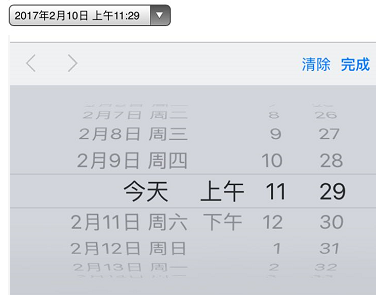 2017年2月10日 上午11:29
清除 完成
2月7日 周二 8 26
2月8日 周三 9 27
2月9日 周四 10 28
今天 上午 11 29
2月11日 周六 下午 12 30
2月12日 周日 1 31
2月13日 周一 2 32